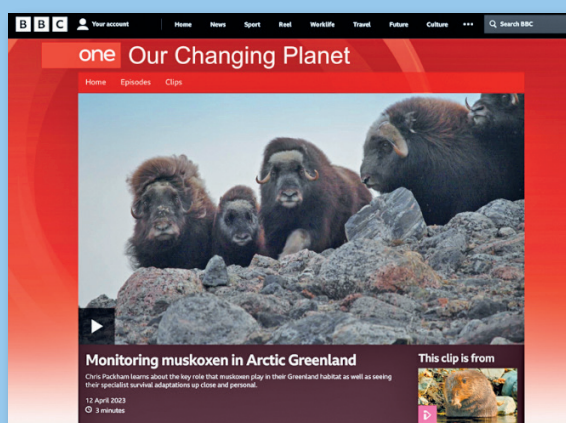 BBC Your account Home News Sport Reel Worklife Travel Future Culture ••• Search BBC
one Our Changing Planet
Home Episodes Clips
Monitoring muskoxen in Arctic Greenland
Chris Packham learns about the key role that muskoxen play in their Greenland habitat as well as seeing
their specialist survival adaptations up close and personal.
12 April 2023
3 minutes
This clip is from